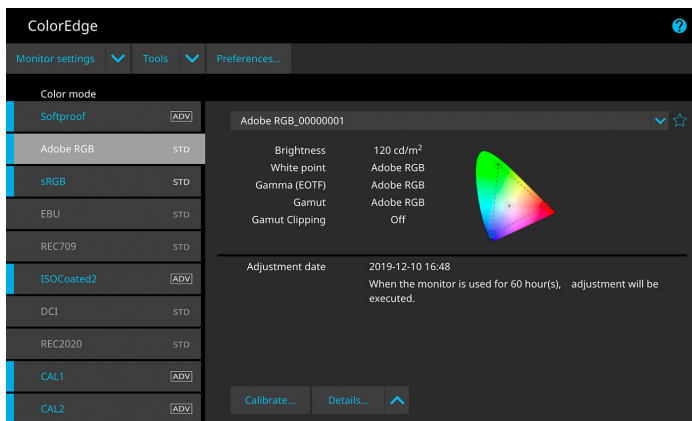 ColorEdge
?
Monitor settings Tools Preferences...
Color mode
Softproof ADV
Adobe RGB STD
sRGB STD
EBU STD
REC709 STD
ISOCoated2 ADV
DCI STD
REC2020 STD
CAL1 ADV
CAL2 ADV
Adobe RGB_00000001
Brightness 120 cd/m²
White point Adobe RGB
Gamma (EOTF) Adobe RGB
Gamut Adobe RGB
Gamut Clipping Off
Adjustment date 2019-12-10 16:48
When the monitor is used for 60 hour(s), adjustment will be
executed.
Calibrate... Details...